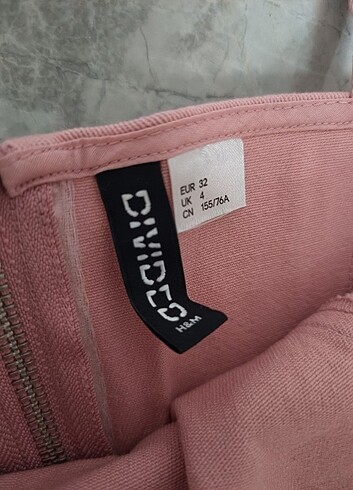 DIVIDED
H&M
EUR 32
UK 4
CN 155/76A